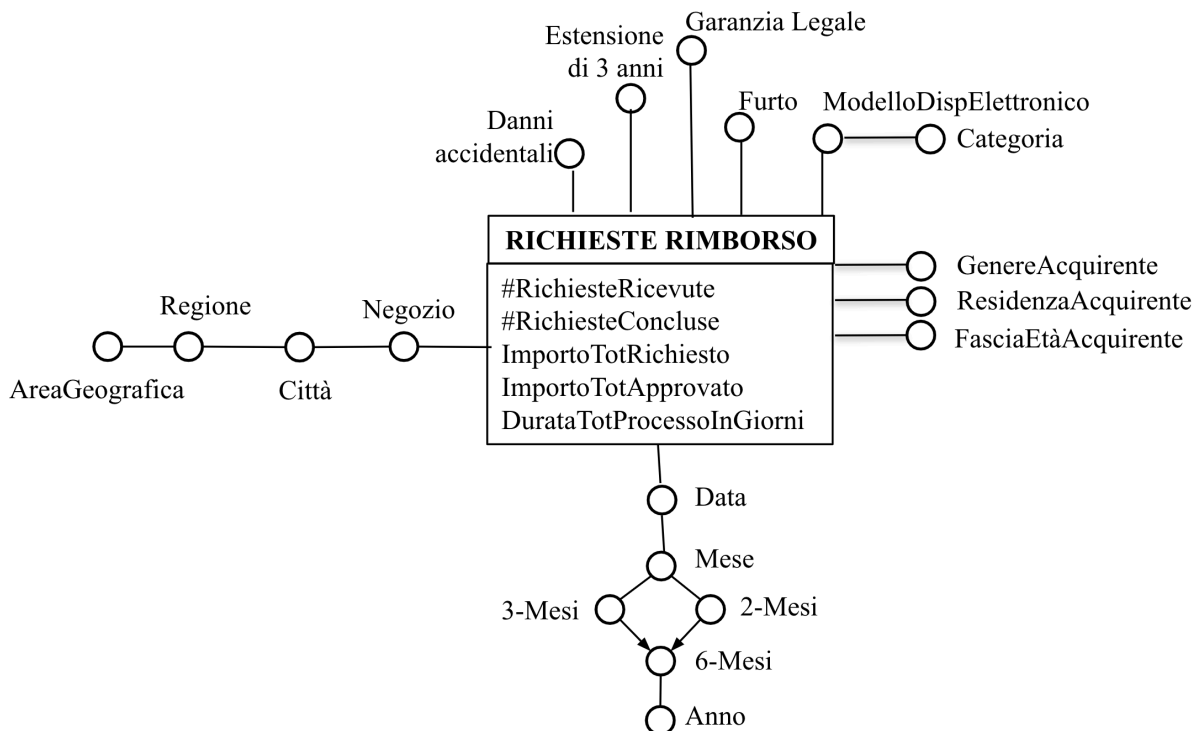 Garanzia Legale
Estensione
di 3 anni
Furto
ModelloDispElettronico
Danni
accidentali
Categoria
RICHIESTE RIMBORSO
#RichiesteRicevute
#RichiesteConcluse
ImportoTotRichiesto
ImportoTotApprovato
DurataTotProcessoInGiorni
GenereAcquirente
ResidenzaAcquirente
FasciaEtàAcquirente
Regione
Negozio
AreaGeografica
Città
Data
Mese
3-Mesi
2-Mesi
6-Mesi
Anno